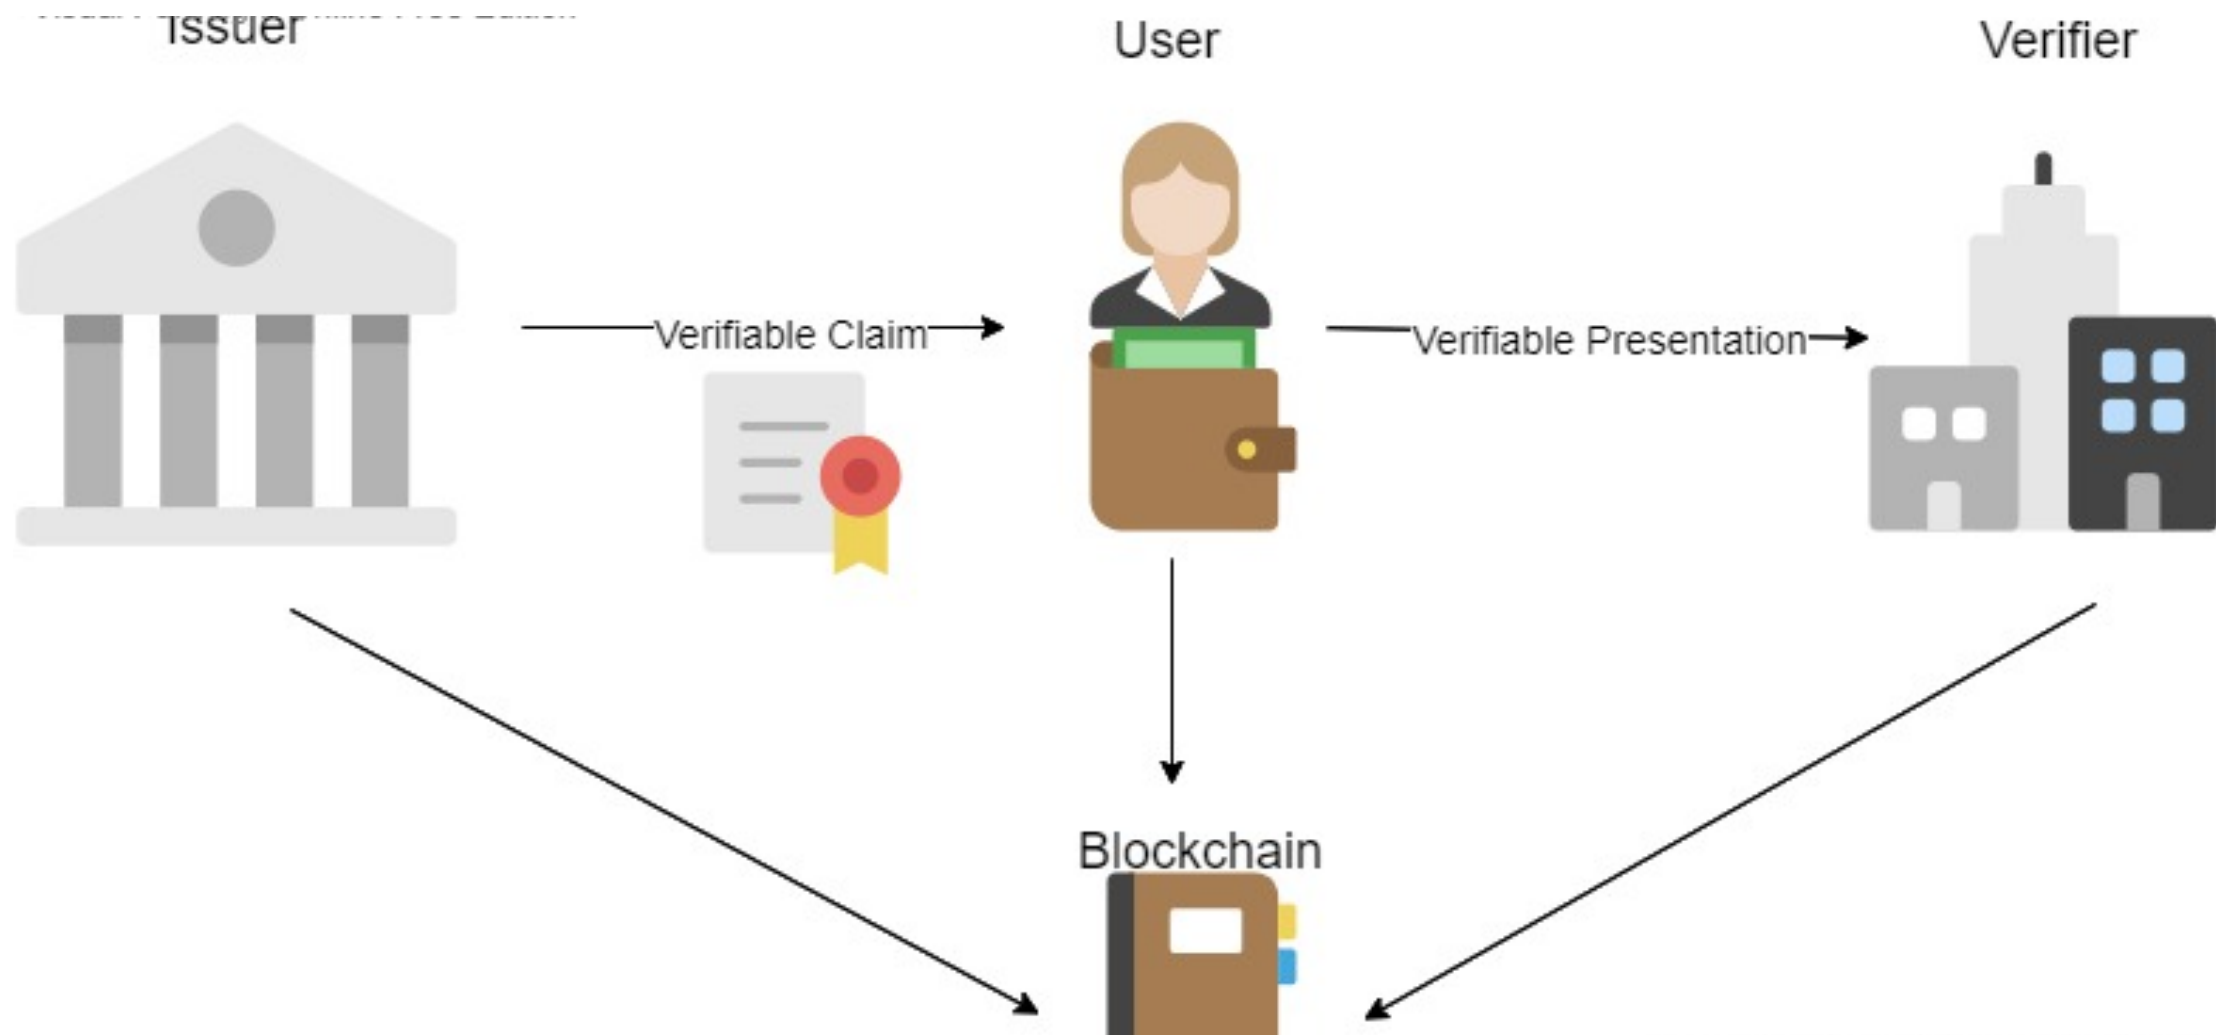 Issuer
User
Verifier
Verifiable Claim
Verifiable Presentation
Blockchain